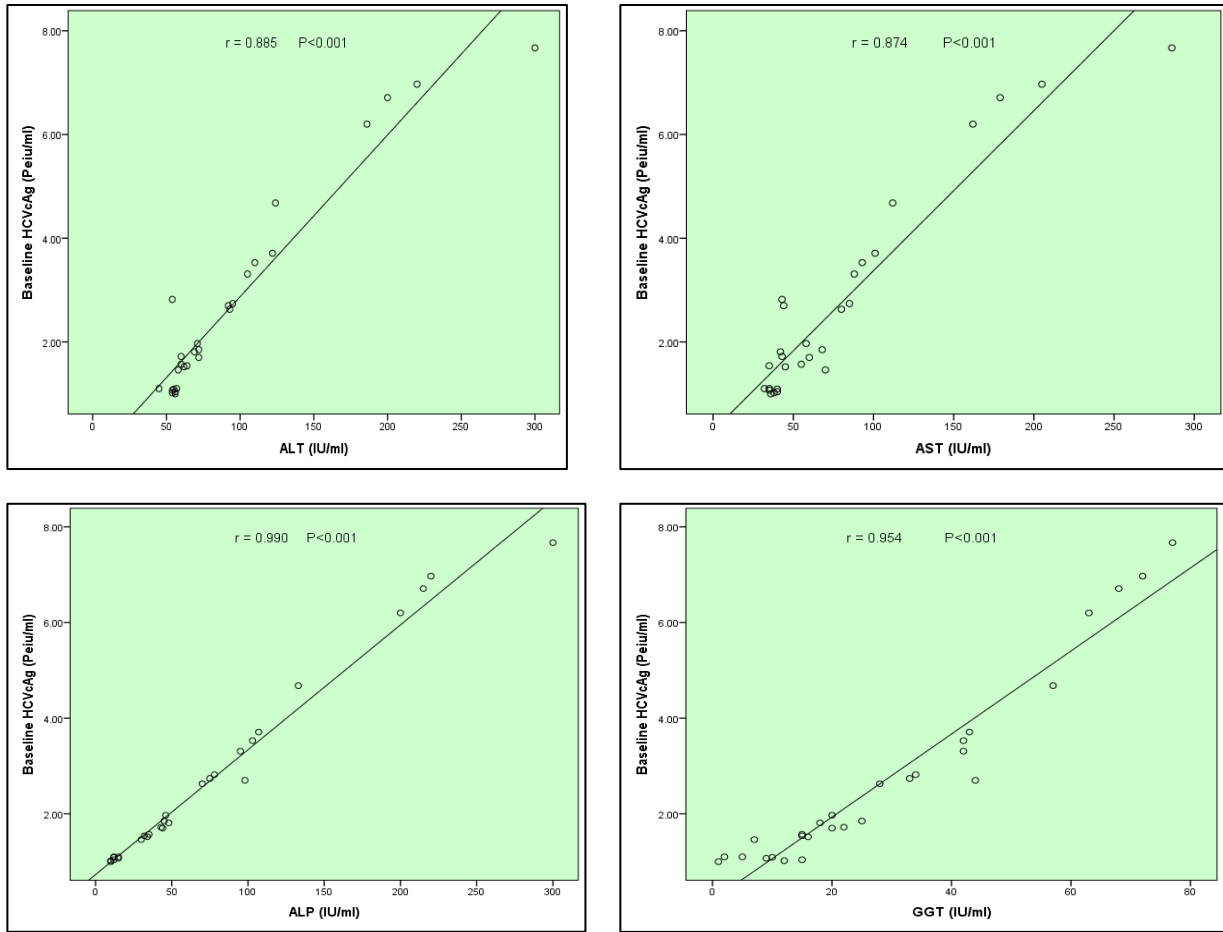 r = 0.885 P<0.001
Baseline HCVcAg (Peiu/ml)
8.00
6.00
4.00
2.00
0 50 100 150 200 250 300
ALT (IU/ml)
r = 0.874 P<0.001
Baseline HCVcAg (Peiu/ml)
8.00
6.00
4.00
2.00
0 50 100 150 200 250 300
AST (IU/ml)
r = 0.990 P<0.001
Baseline HCVcAg (Peiu/ml)
8.00
6.00
4.00
2.00
0 50 100 150 200 250 300
ALP (IU/ml)
r = 0.954 P<0.001
Baseline HCVcAg (Peiu/ml)
8.00
6.00
4.00
2.00
0 20 40 60 80
GGT (IU/ml)